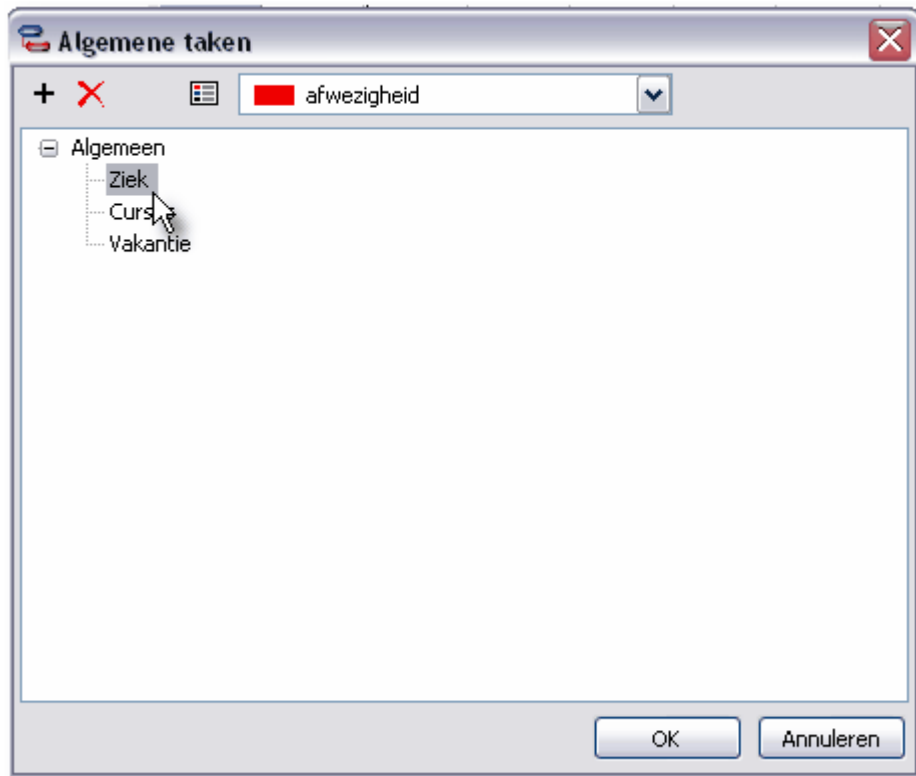 Algemene taken
afwezigheid
Algemeen
Ziek
Vakantie
OK Annuleren